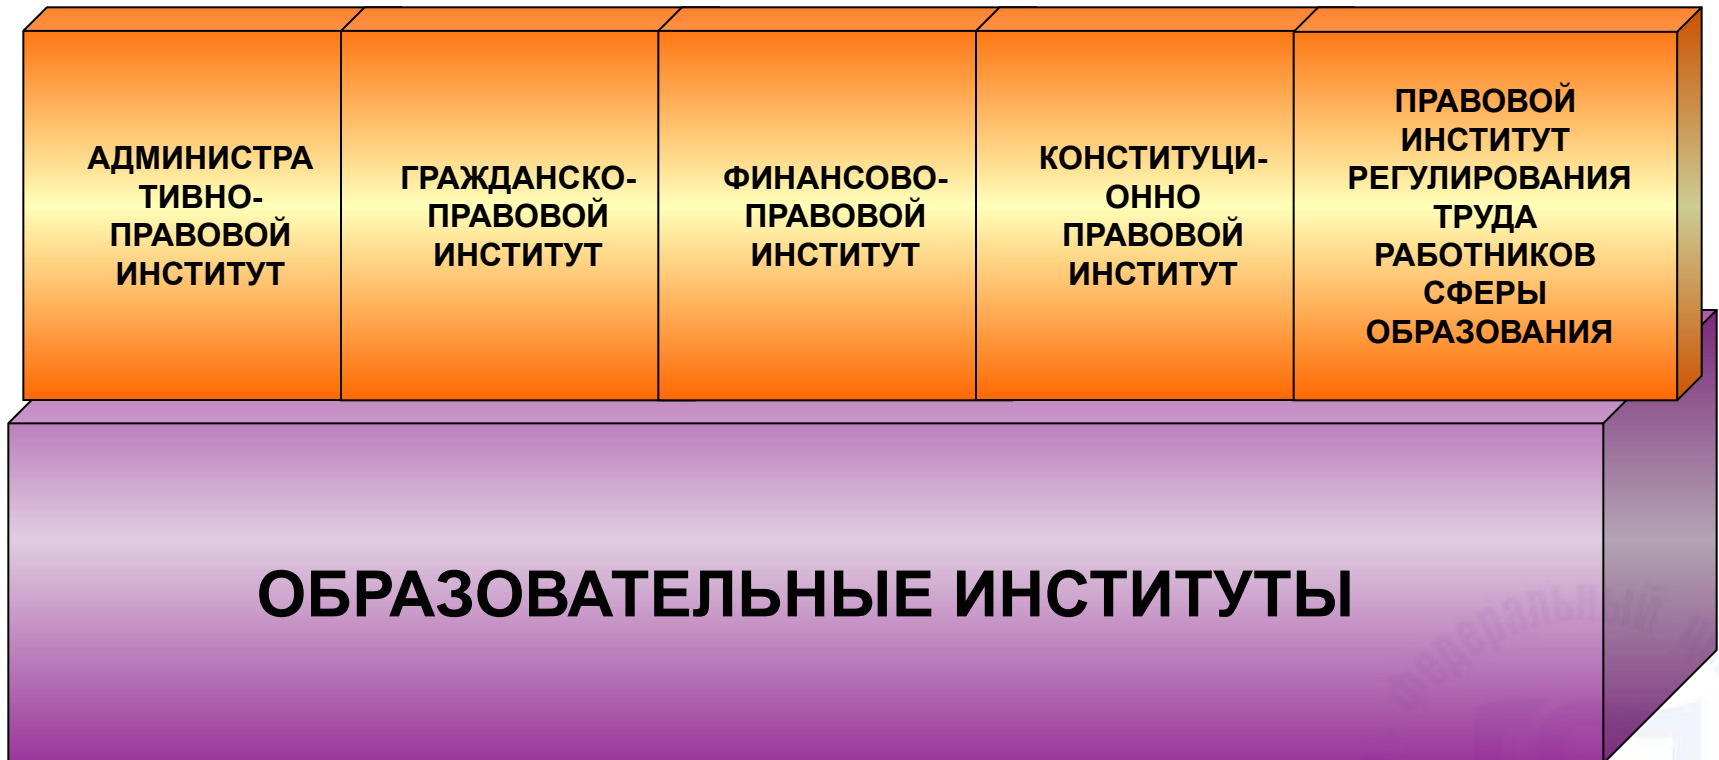 АДМИНИСТРА
ТИВНО-
ПРАВОВОЙ
ИНСТИТУТ
ГРАЖДАНСКО-
ПРАВОВОЙ
ИНСТИТУТ
ФИНАНСОВО-
ПРАВОВОЙ
ИНСТИТУТ
КОНСТИТУЦИ-
ОННО
ПРАВОВОЙ
ИНСТИТУТ
ПРАВОВОЙ
ИНСТИТУТ
РЕГУЛИРОВАНИЯ
ТРУДА
РАБОТНИКОВ
СФЕРЫ
ОБРАЗОВАНИЯ
ОБРАЗОВАТЕЛЬНЫЕ ИНСТИТУТЫ
федеральный